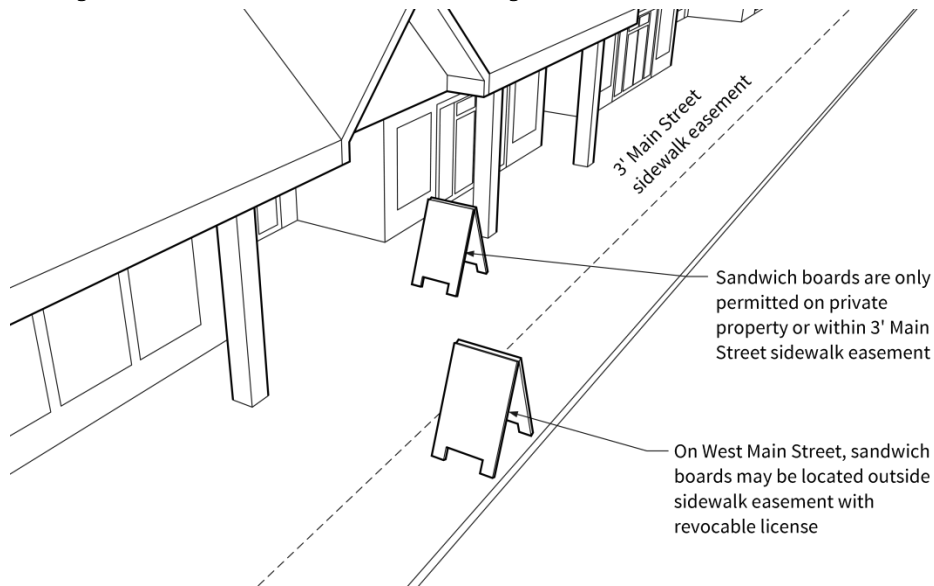 3' Main Street
sidewalk easement
Sandwich boards are only
permitted on private
property or within 3' Main
Street sidewalk easement
On West Main Street, sandwich
boards may be located outside
sidewalk easement with
revocable license